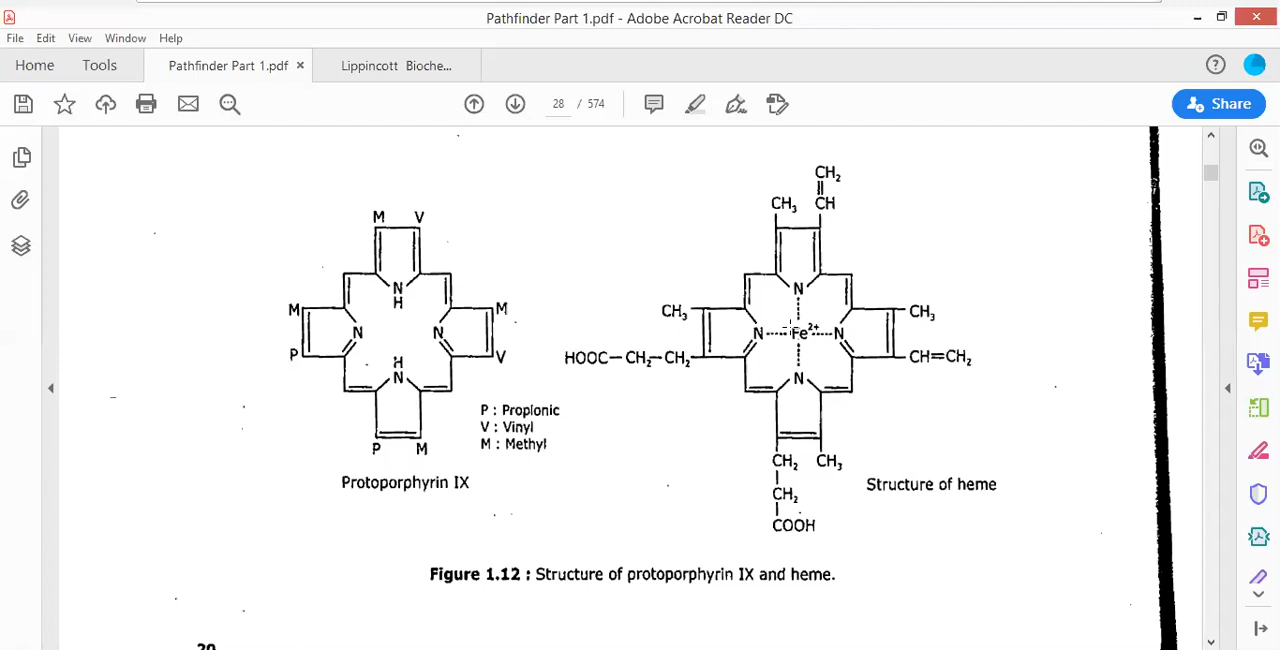 Pathfinder Part 1.pdf - Adobe Acrobat Reader DC
File Edit View Window Help
Home Tools Pathfinder Part 1.pdf × Lippincott Bioche...
28 / 574
Share
M V
N
H
M
P
N
N
M
V
H
N
P M
P : Propionic
V : Vinyl
M : Methyl
Protoporphyrin IX
CH₂
||
CH₃ CH
N
CH₃
CH₃
N Fe²⁺ N
HOOC–CH₂–CH₂
CH=CH₂
N
CH₂ CH₃
CH₂
COOH
Structure of heme
Figure 1.12 : Structure of protoporphyrin IX and heme.
20